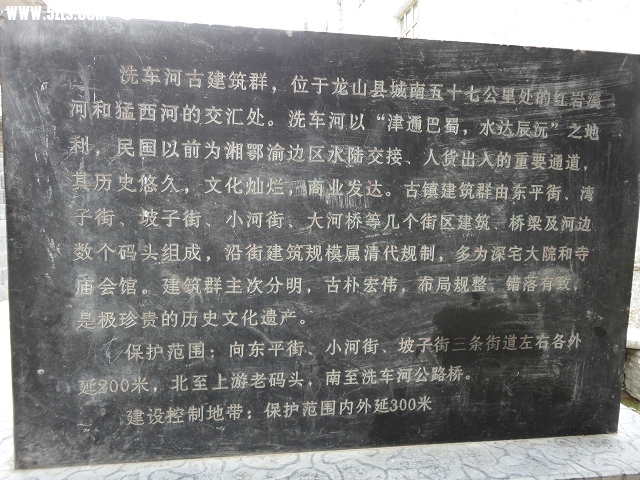 www.51ls.com
洗车河古建筑群，位于龙山县城南五十七公里处的红岩溪
河和猛西河的交汇处。洗车河以“津通巴蜀，水达辰沅”之地
利，民国以前为湘鄂渝边区水陆交接、人货出入的重要通道，
其历史悠久，文化灿烂，商业发达。古镇建筑群由东平街、湾
子街、坡子街、小河街、大河桥等几个街区建筑、桥梁及河边
数个码头组成，沿街建筑规模属清代规制，多为深宅大院和寺
庙会馆。建筑群主次分明，古朴宏伟，布局规整，错落有致，
是极珍贵的历史文化遗产。
保护范围：向东平街、小河街、坡子街三条街道左右各外
延200米，北至上游老码头，南至洗车河公路桥。
建设控制地带：保护范围内外延300米